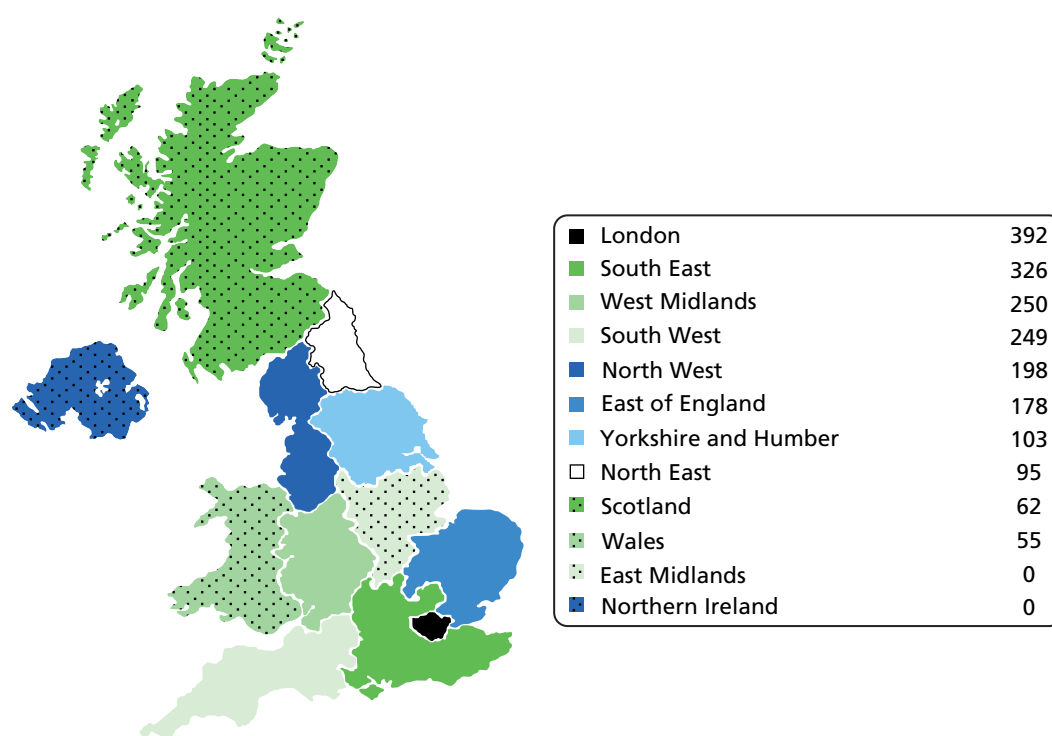 London 392
South East 326
West Midlands 250
South West 249
North West 198
East of England 178
Yorkshire and Humber 103
North East 95
Scotland 62
Wales 55
East Midlands 0
Northern Ireland 0